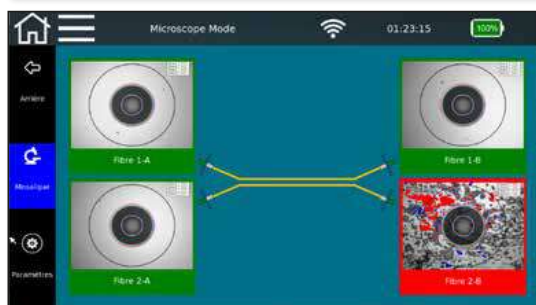 Microscope Mode
01:23:15
100%
Arrière
Fibre 1-A
Fibre 1-B
Mosaïque
Paramètres
Fibre 2-A
Fibre 2-B